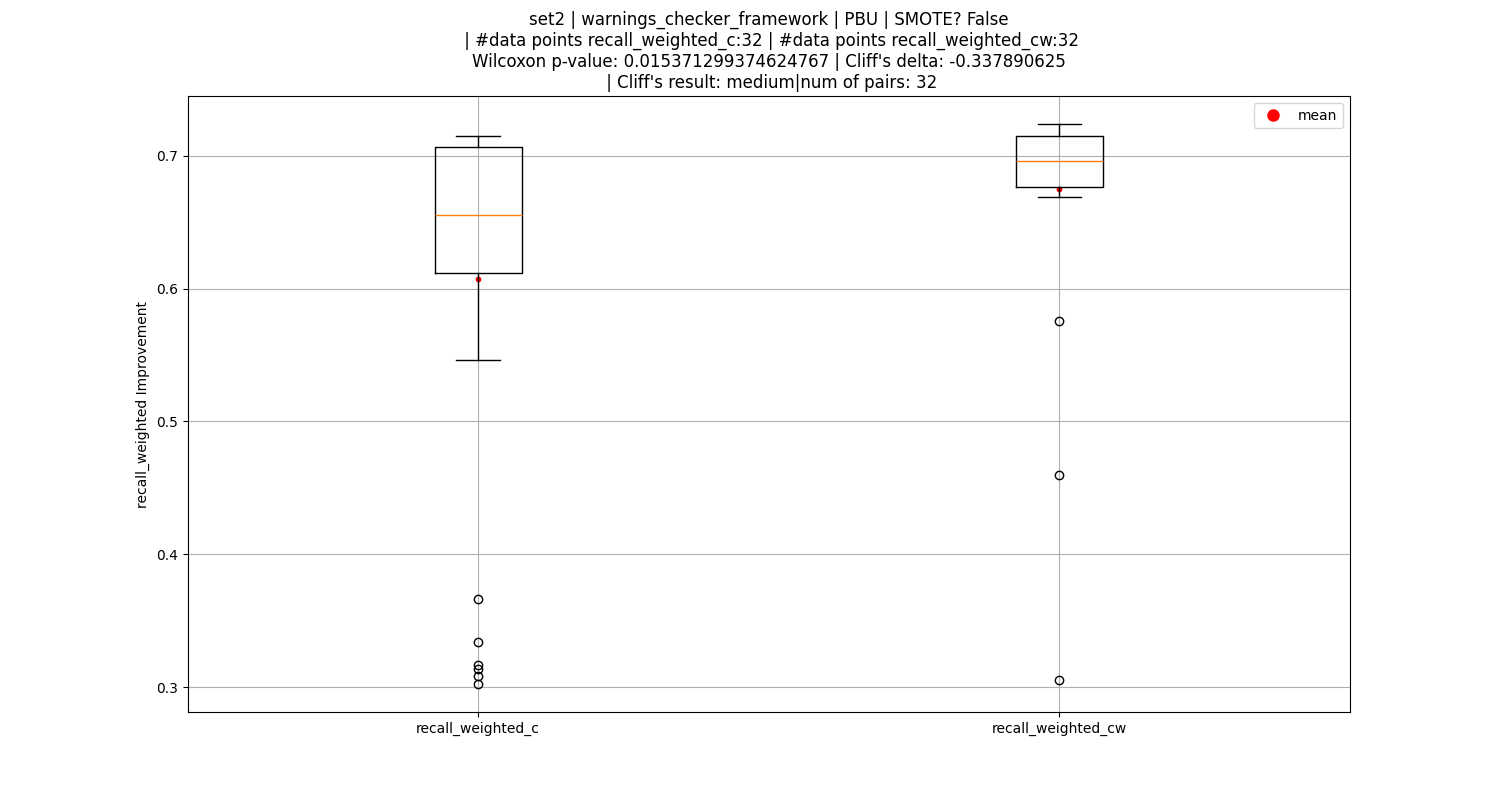 set2 | warnings_checker_framework | PBU | SMOTE? False
| #data points recall_weighted_c:32 | #data points recall_weighted_cw:32
Wilcoxon p-value: 0.015371299374624767 | Cliff's delta: -0.337890625
| Cliff's result: medium|num of pairs: 32
mean
0.7
0.6
0.5
0.4
0.3
recall_weighted Improvement
recall_weighted_c
recall_weighted_cw